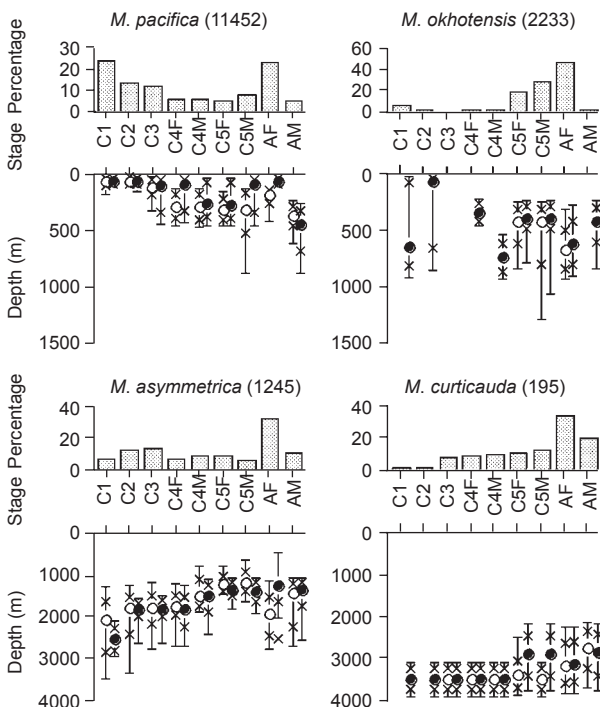 M. pacifica (11452)
M. okhotensis (2233)
Stage Percentage
30
20
10
0
60
40
20
0
C1 C2 C3 C4F C4M C5F C5M AF AM
C1 C2 C3 C4F C4M C5F C5M AF AM
Depth (m)
0
500
1000
1500
0
500
1000
1500
M. asymmetrica (1245)
M. curticauda (195)
Stage Percentage
40
20
0
40
20
0
C1 C2 C3 C4F C4M C5F C5M AF AM
C1 C2 C3 C4F C4M C5F C5M AF AM
Depth (m)
0
1000
2000
3000
4000
0
1000
2000
3000
4000